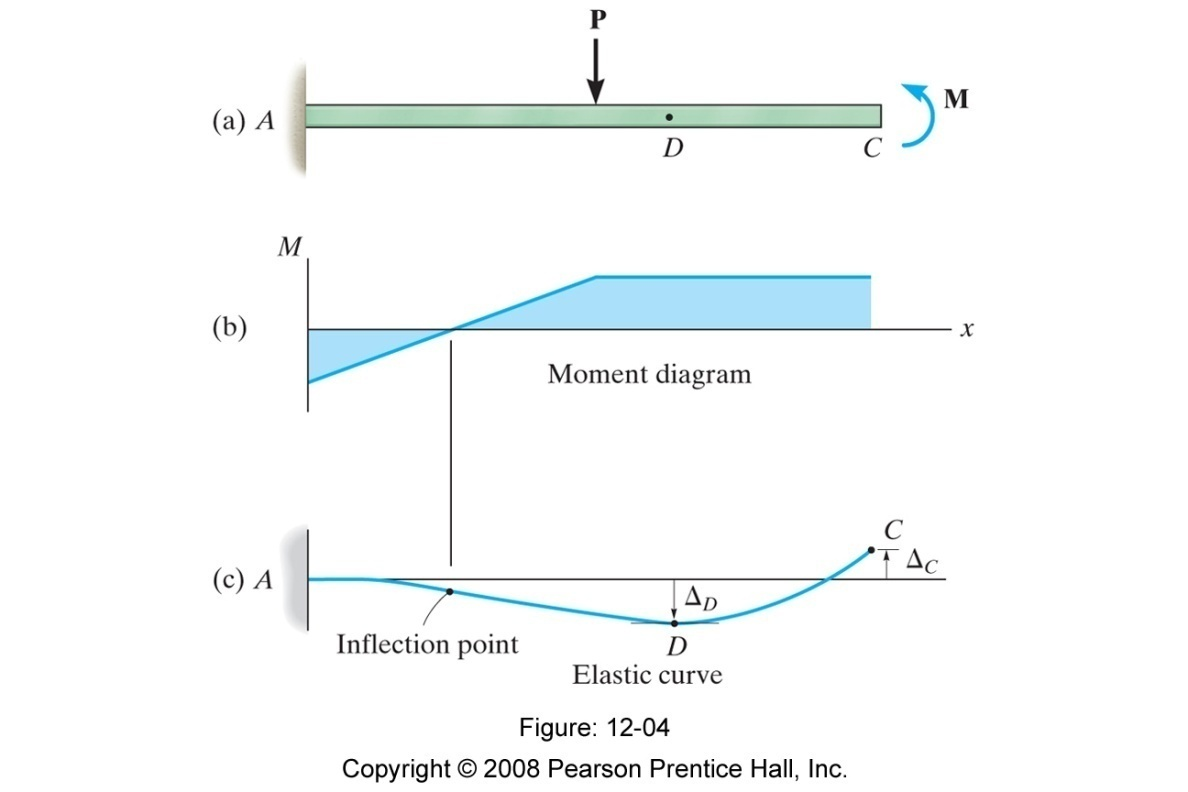 P
(a) A
M
D
C
M
(b)
x
Moment diagram
C
(c) A
Δ_C
Δ_D
Inflection point
D
Elastic curve
Figure: 12-04
Copyright © 2008 Pearson Prentice Hall, Inc.